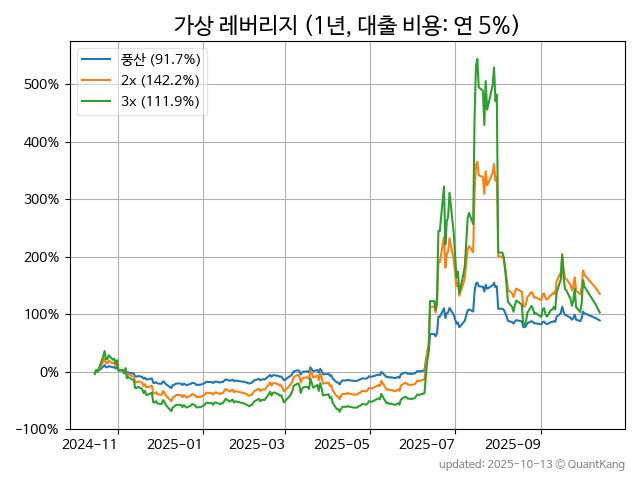 가상 레버리지 (1년, 대출 비용: 연 5%)
풍산 (91.7%)
2x (142.2%)
3x (111.9%)
500%
400%
300%
200%
100%
0%
−100%
2024-11
2025-01
2025-03
2025-05
2025-07
2025-09
updated: 2025-10-13 © QuantKang